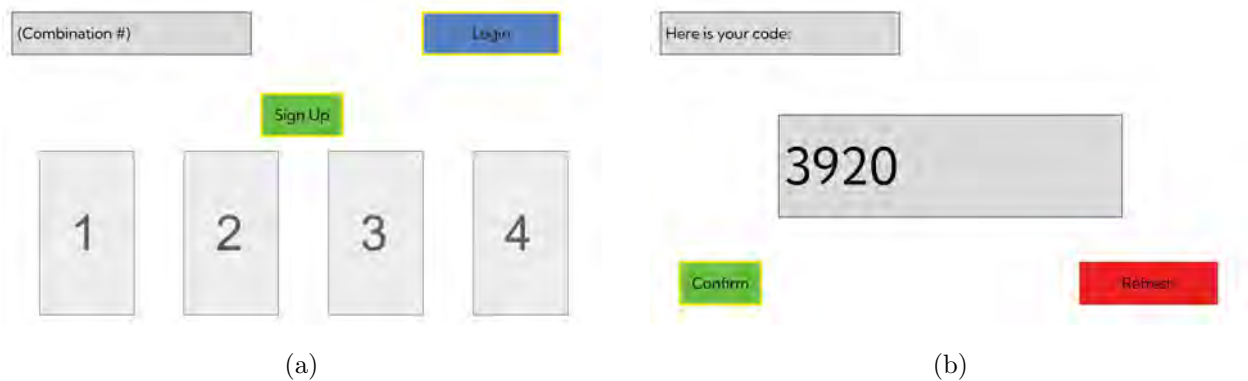 (Combination #)
Login
Sign Up
1 2 3 4
(a)
Here is your code:
3920
Confirm
Refresh
(b)